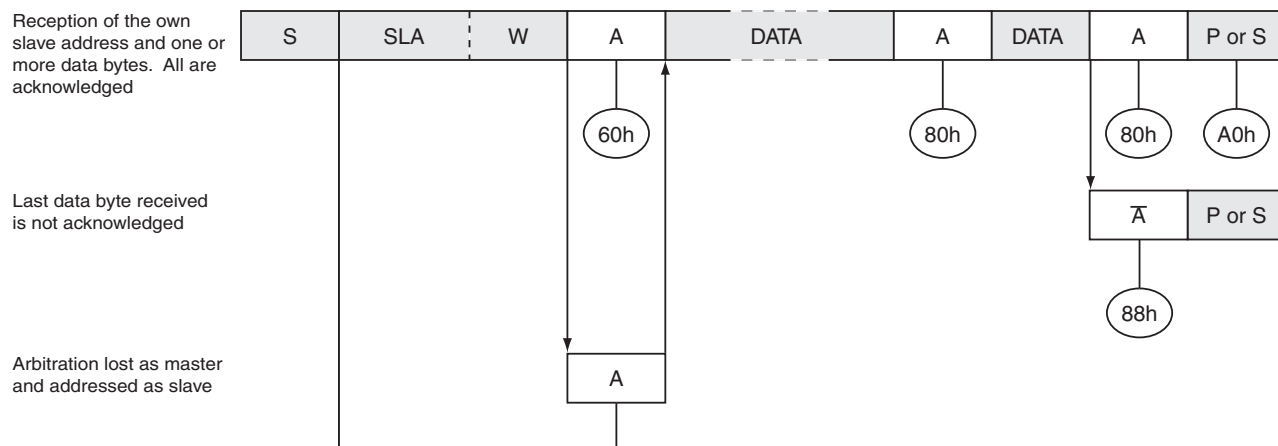 Reception of the own
slave address and one or
more data bytes. All are
acknowledged
S SLA W A DATA A DATA A P or S
60h 80h 80h A0h
Last data byte received
is not acknowledged
A̅ P or S
88h
Arbitration lost as master
and addressed as slave
A